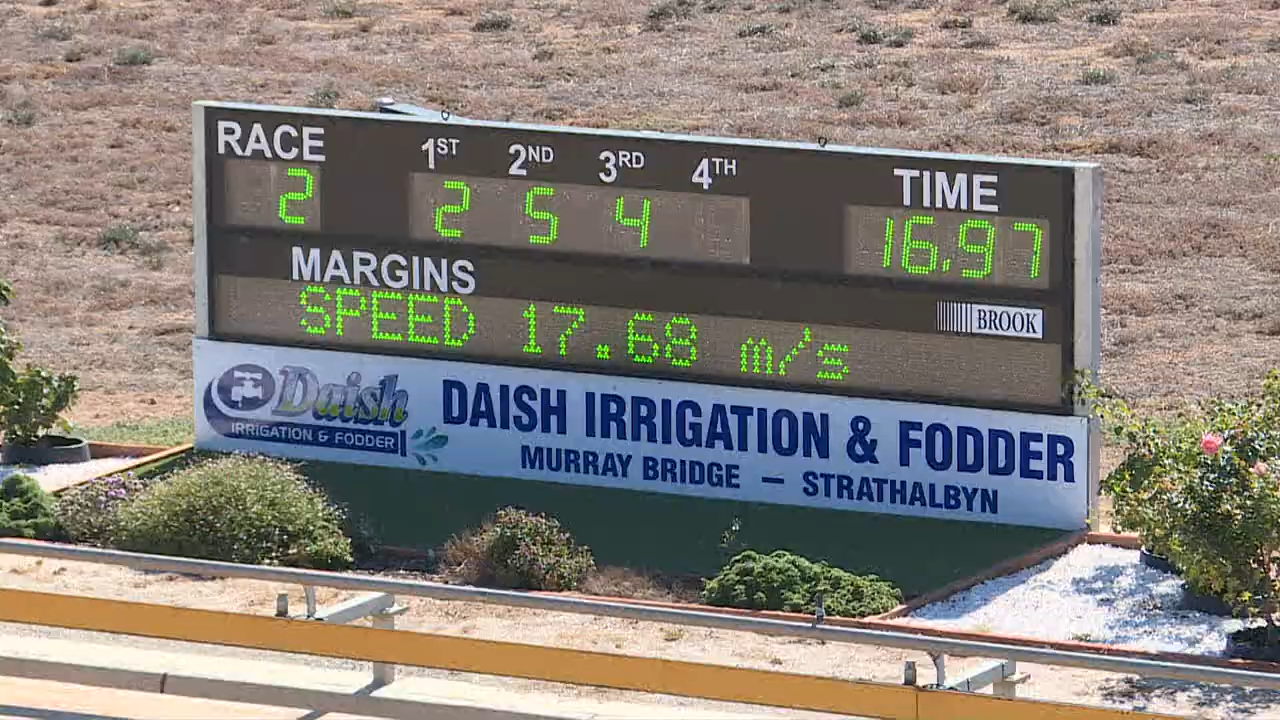 RACE 1ST 2ND 3RD 4TH TIME
2 2 5 4 16.97
MARGINS
SPEED 17.68 m/s
BROOK
Daish
IRRIGATION & FODDER
DAISH IRRIGATION & FODDER
MURRAY BRIDGE — STRATHALBYN